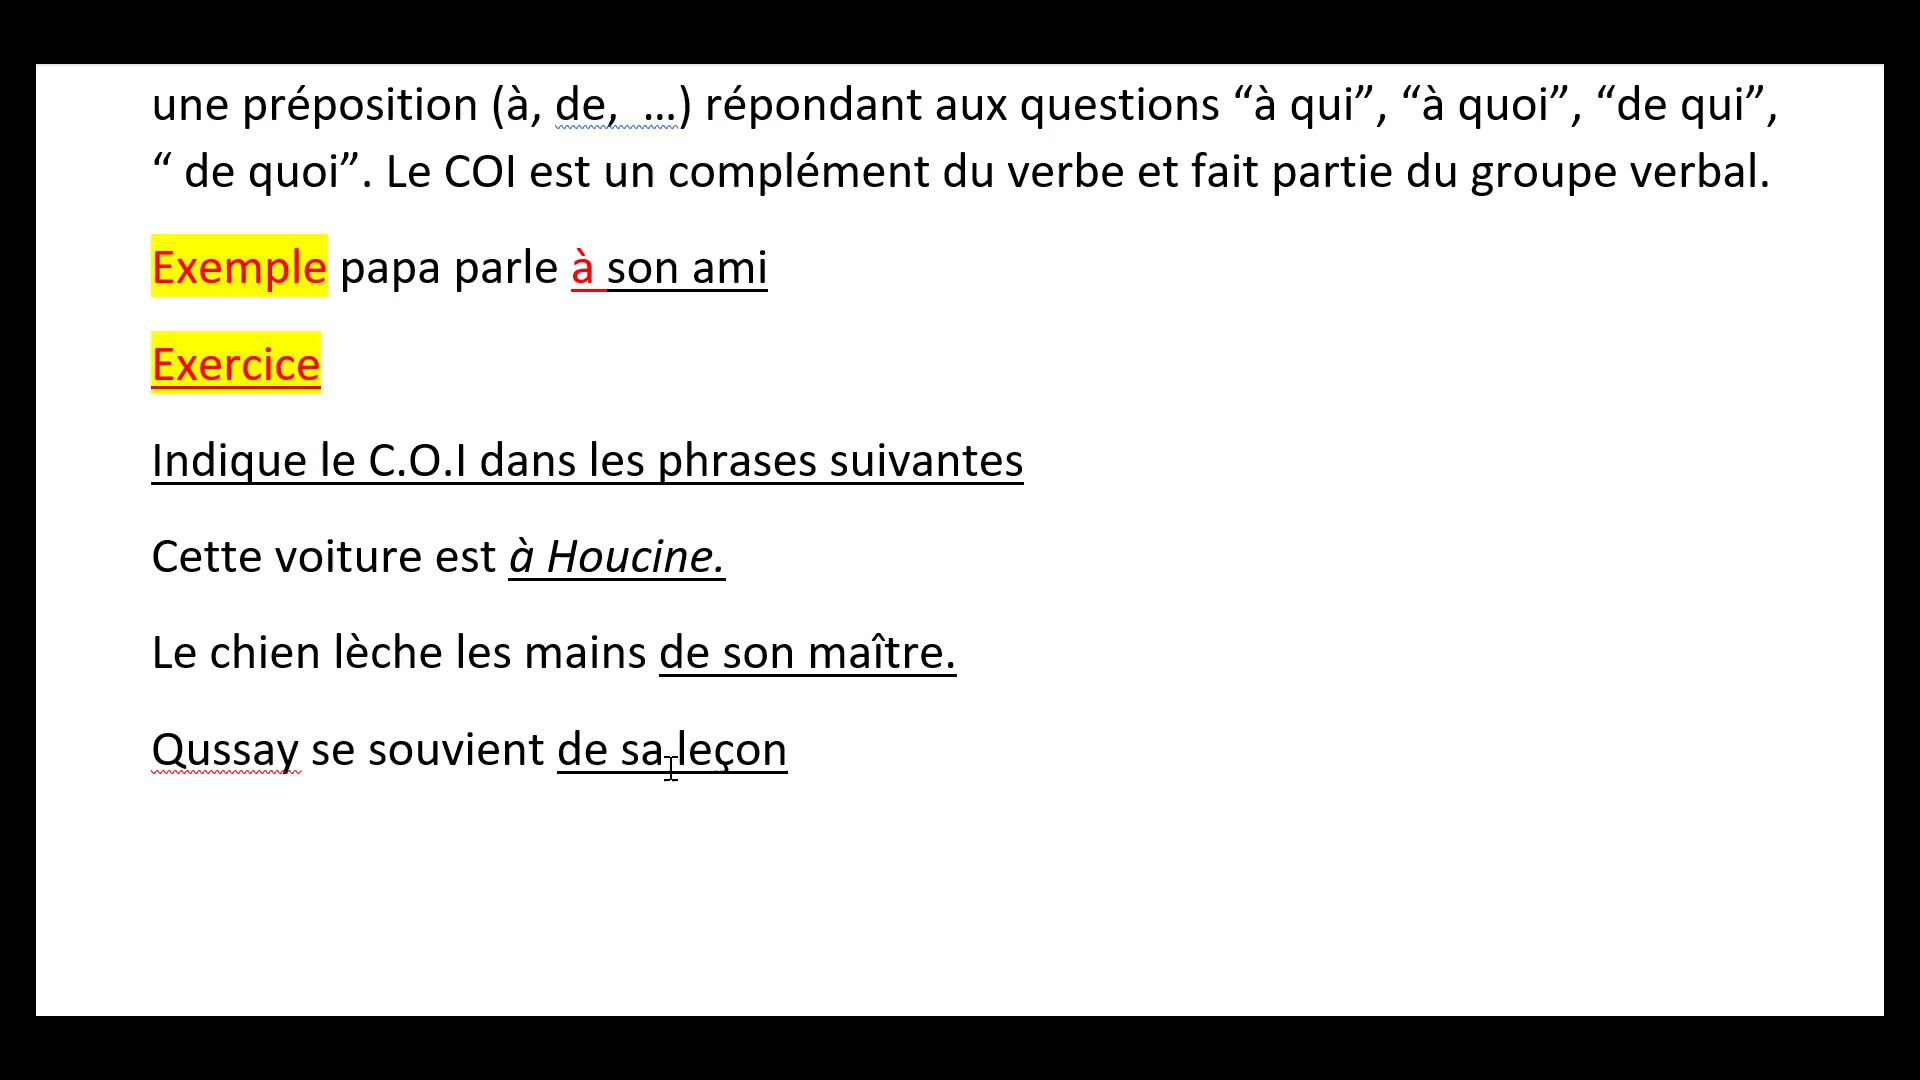 une préposition (à, de, …) répondant aux questions “à qui”, “à quoi”, “de qui”,
“ de quoi”. Le COI est un complément du verbe et fait partie du groupe verbal.
Exemple papa parle à son ami
Exercice
Indique le C.O.I dans les phrases suivantes
Cette voiture est à Houcine.
Le chien lèche les mains de son maître.
Qussay se souvient de sa leçon